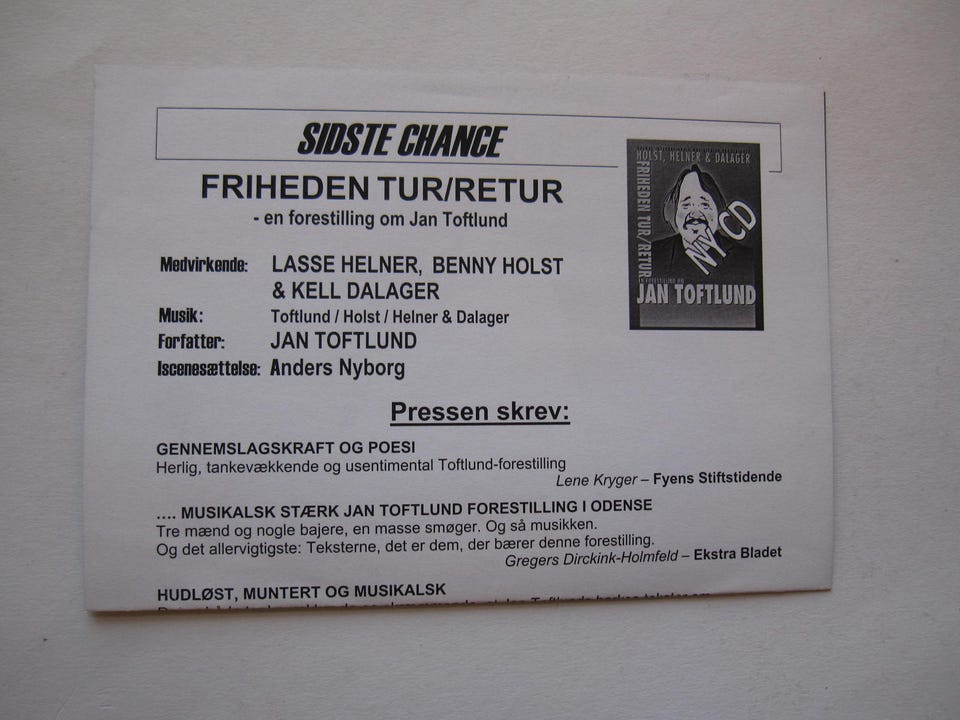 SIDSTE CHANCE
FRIHEDEN TUR/RETUR
- en forestilling om Jan Toftlund
HOLST, HELNER & DALAGER
FRIHEDEN TUR/RETUR
NY CD
EN FORESTILLING OM
JAN TOFTLUND
Medvirkende: LASSE HELNER, BENNY HOLST
& KELL DALAGER
Musik: Toftlund / Holst / Helner & Dalager
Forfatter: JAN TOFTLUND
Iscenesættelse: Anders Nyborg
Pressen skrev:
GENNEMSLAGSKRAFT OG POESI
Herlig, tankevækkende og usentimental Toftlund-forestilling
Lene Kryger – Fyens Stiftstidende
.... MUSIKALSK STÆRK JAN TOFTLUND FORESTILLING I ODENSE
Tre mænd og nogle bajere, en masse smøger. Og så musikken.
Og det allervigtigste: Teksterne, det er dem, der bærer denne forestilling.
Gregers Dirckink-Holmfeld – Ekstra Bladet
HUDLØST, MUNTERT OG MUSIKALSK